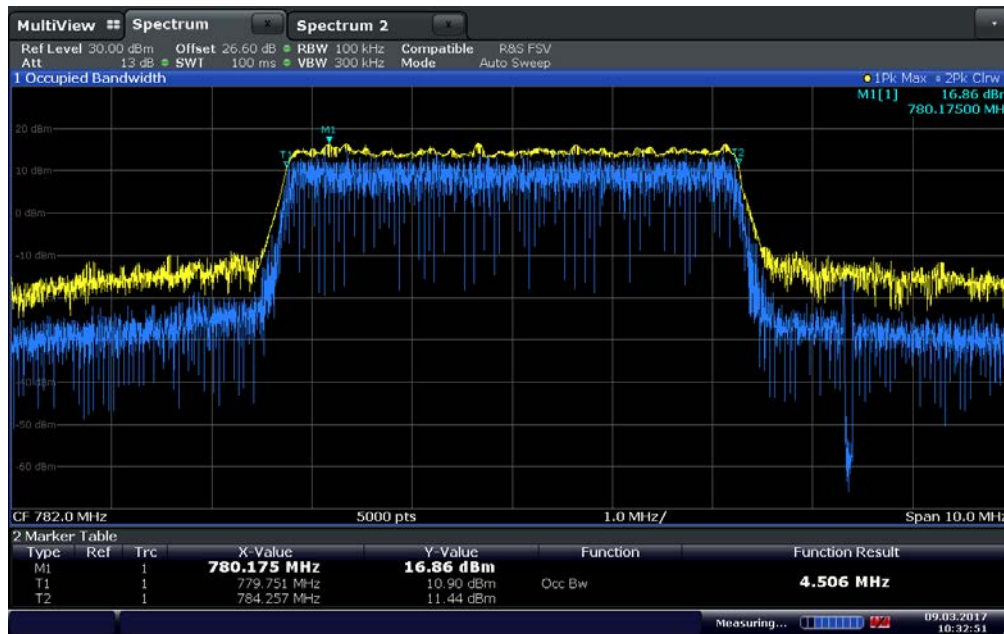 MultiView Spectrum x Spectrum 2 x
Ref Level 30.00 dBm Offset 26.60 dB RBW 100 kHz Compatible R&S FSV
Att 13 dB SWT 100 ms VBW 300 kHz Mode Auto Sweep
1 Occupied Bandwidth 1Pk Max 2Pk Clrw
M1[1] 16.86 dBm
780.17500 MH
20 dBm
M1
T1 T2
10 dBm
0 dBm
-10 dBm
-40 dBm
-50 dBm
-60 dBm
CF 782.0 MHz 5000 pts 1.0 MHz/ Span 10.0 MHz
2 Marker Table
Type Ref Trc X-Value Y-Value Function Function Result
M1 1 780.175 MHz 16.86 dBm
T1 1 779.751 MHz 10.90 dBm Occ Bw 4.506 MHz
T2 1 784.257 MHz 11.44 dBm
Measuring... 09.03.2017
10:32:51